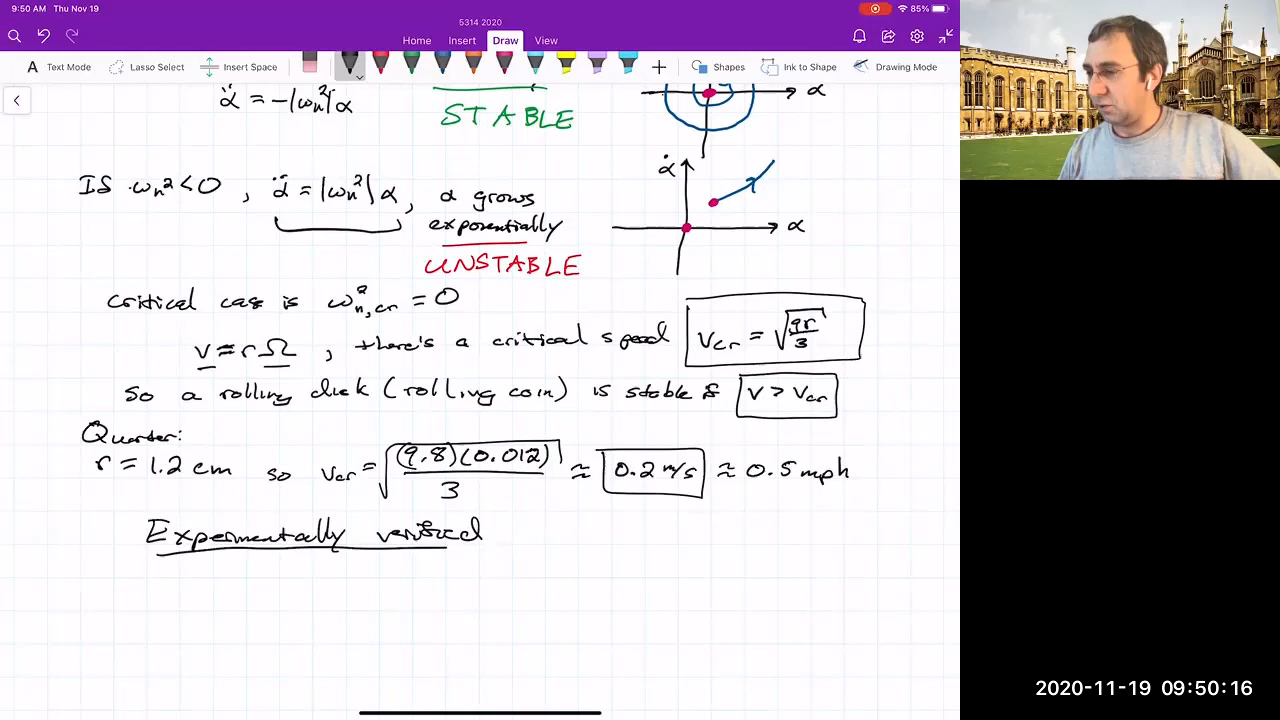 9:50 AM Thu Nov 19
85%
5314 2020
Home Insert Draw View
Text Mode Lasso Select Insert Space Shapes Ink to Shape Drawing Mode
α̈ = -|ωn²|α
STABLE
α
α̇
IS ωn² < 0, α̈ = |ωn²|α, α grows
exponentially
α
UNSTABLE
critical case is ω²n,cr = 0
v = rΩ, there's a critical speed vcr = √(gr/3)
so a rolling disk (rolling coin) is stable if v > vcr
Quarter:
r = 1.2 cm so vcr = √((9.8)(0.012)/3) ≈ 0.2 m/s ≈ 0.5 mph
Expermentally verified
2020-11-19 09:50:16